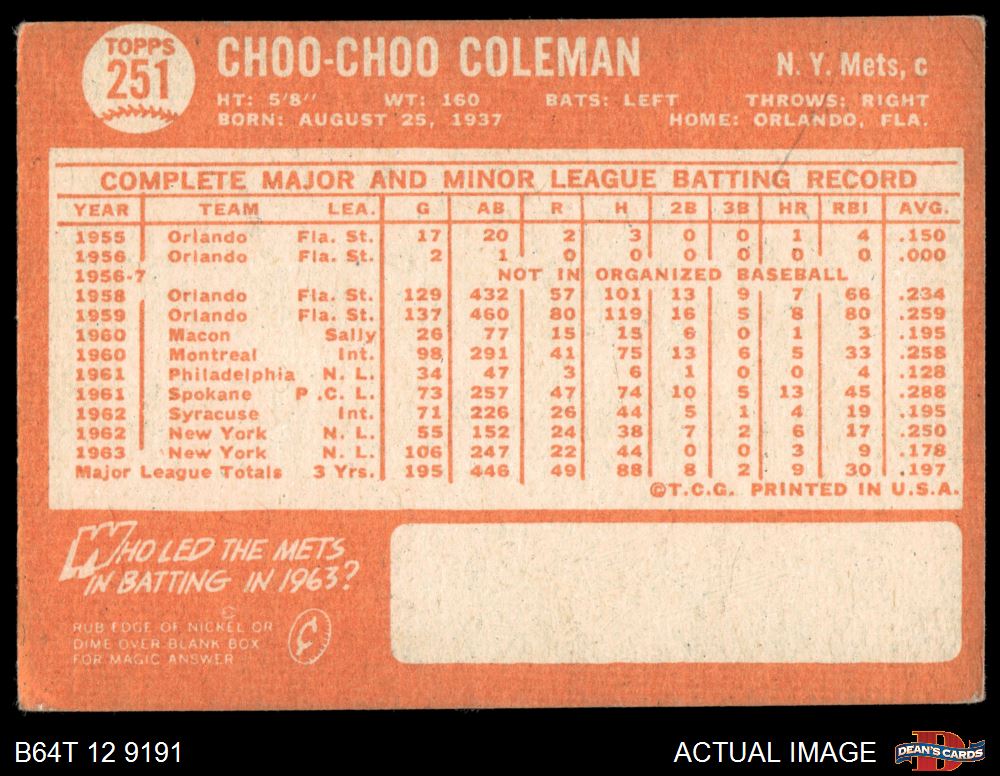 TOPPS
251
CHOO-CHOO COLEMAN
N. Y. Mets, c
HT: 5'8" WT: 160 BATS: LEFT THROWS: RIGHT
BORN: AUGUST 25, 1937 HOME: ORLANDO, FLA.
COMPLETE MAJOR AND MINOR LEAGUE BATTING RECORD
YEAR TEAM LEA. G AB R H 2B 3B HR RBI AVG.
1955 Orlando Fla. St. 17 20 2 3 0 0 1 4 .150
1956 Orlando Fla. St. 2 1 0 0 0 0 0 0 .000
1956-7 NOT IN ORGANIZED BASEBALL
1958 Orlando Fla. St. 129 432 57 101 13 9 7 66 .234
1959 Orlando Fla. St. 137 460 80 119 16 5 8 80 .259
1960 Macon Sally 26 77 15 15 6 0 1 3 .195
1960 Montreal Int. 98 291 41 75 13 6 5 33 .258
1961 Philadelphia N. L. 34 47 3 6 1 0 0 4 .128
1961 Spokane P .C. L. 73 257 47 74 10 5 13 45 .288
1962 Syracuse Int. 71 226 26 44 5 1 4 19 .195
1962 New York N. L. 55 152 24 38 7 2 6 17 .250
1963 New York N. L. 106 247 22 44 0 0 3 9 .178
Major League Totals 3 Yrs. 195 446 49 88 8 2 9 30 .197
©T.C.G. PRINTED IN U.S.A.
WHO LED THE METS
IN BATTING IN 1963?
RUB EDGE OF NICKEL OR
DIME OVER BLANK BOX
FOR MAGIC ANSWER
B64T 12 9191
ACTUAL IMAGE
DEAN'S CARDS